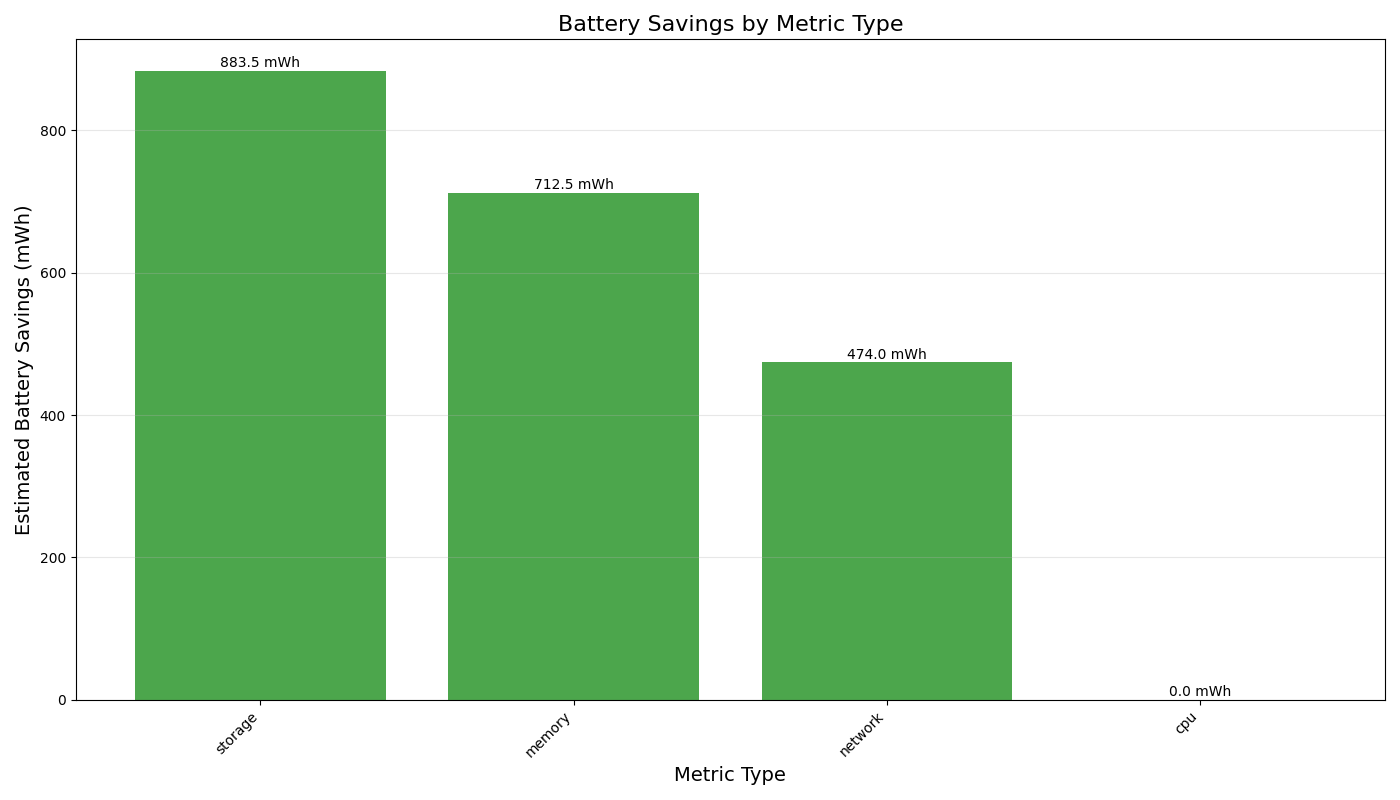 Battery Savings by Metric Type
883.5 mWh
712.5 mWh
474.0 mWh
0.0 mWh
800
600
400
200
0
Estimated Battery Savings (mWh)
storage
memory
network
cpu
Metric Type